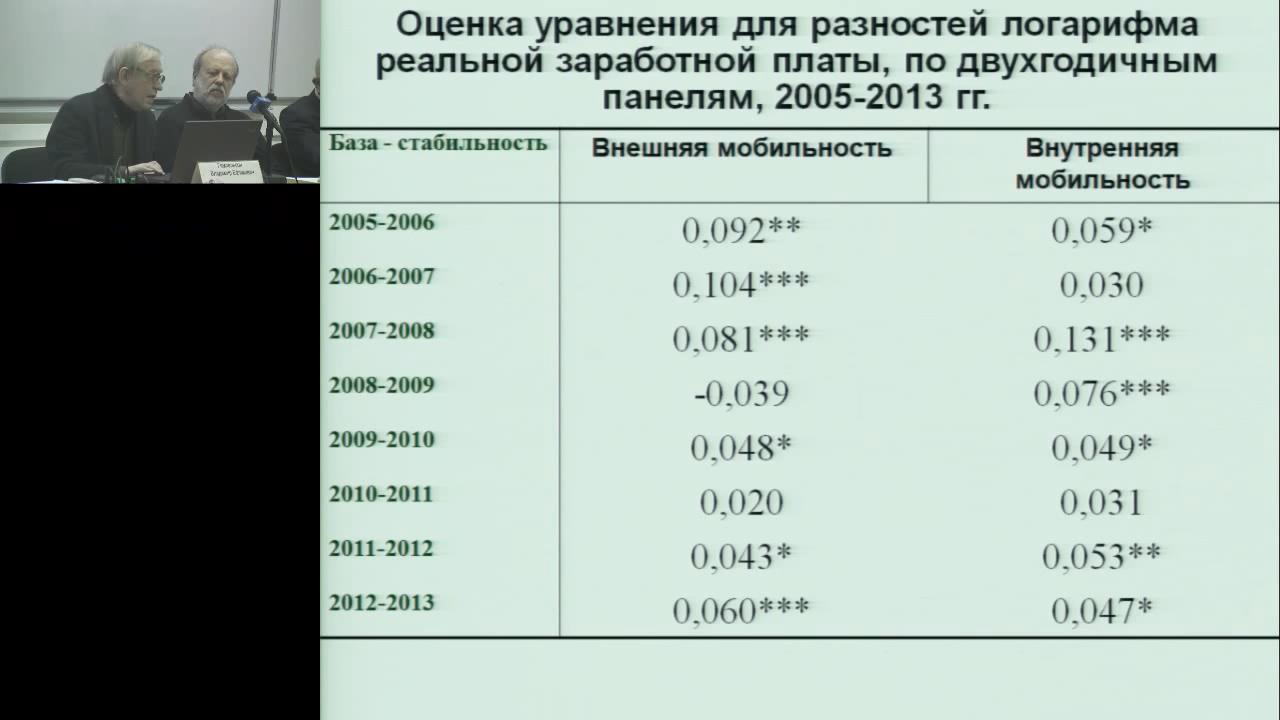 Оценка уравнения для разностей логарифма
реальной заработной платы, по двухгодичным
панелям, 2005-2013 гг.
База - стабильность Внешняя мобильность Внутренняя
мобильность
2005-2006 0,092** 0,059*
2006-2007 0,104*** 0,030
2007-2008 0,081*** 0,131***
2008-2009 -0,039 0,076***
2009-2010 0,048* 0,049*
2010-2011 0,020 0,031
2011-2012 0,043* 0,053**
2012-2013 0,060*** 0,047*